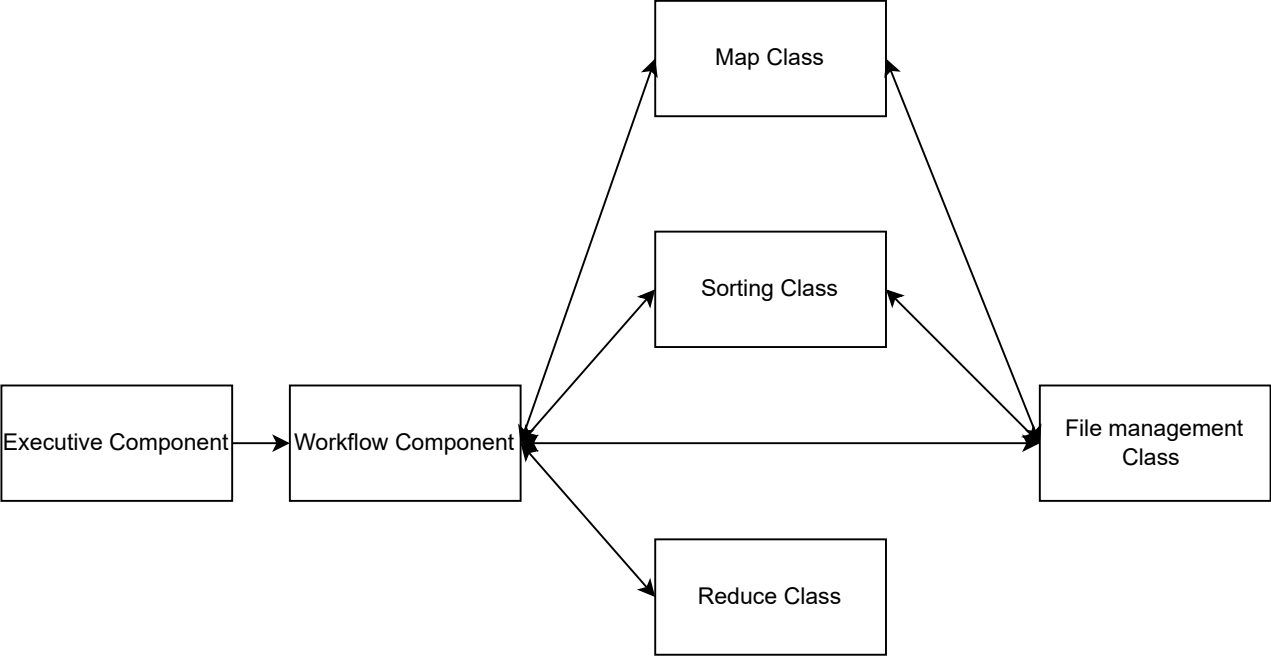 Map Class
Sorting Class
Executive Component
Workflow Component
File management
Class
Reduce Class